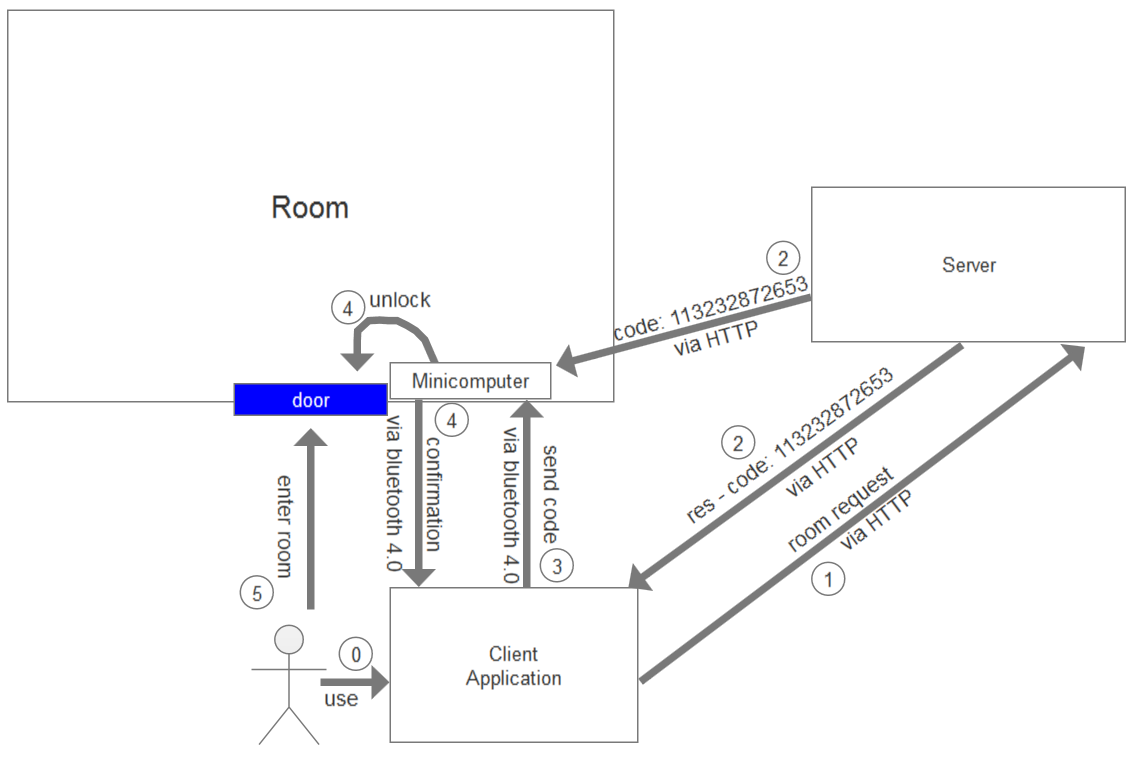 Room
Server
2
code: 113232872653
via HTTP
4
unlock
Minicomputer
door
4
confirmation
via bluetooth 4.0
send code
via bluetooth 4.0
3
2
res - code: 113232872653
via HTTP
room request
via HTTP
1
enter room
5
0
use
Client
Application